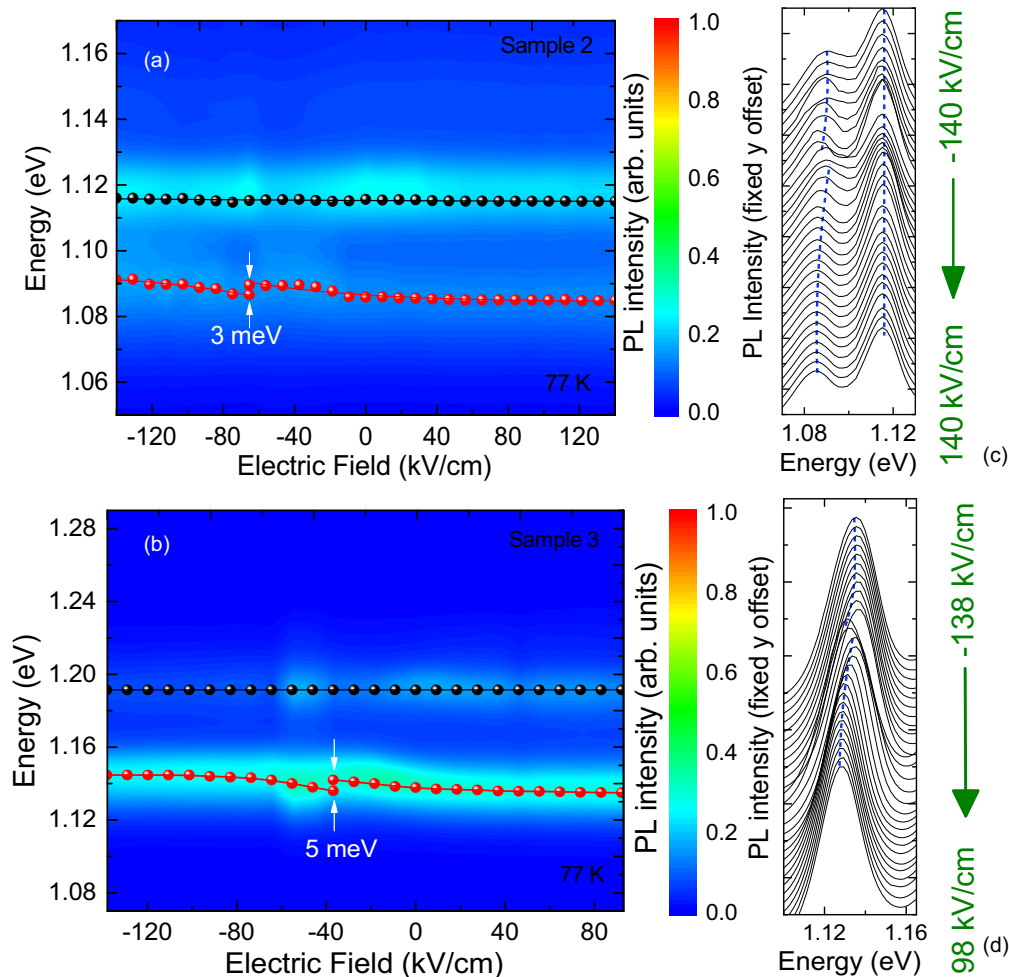 (a)
Sample 2
1.16
1.14
1.12
1.10
1.08
1.06
Energy (eV)
3 meV
77 K
-120 -80 -40 0 40 80 120
Electric Field (kV/cm)
1.0
0.8
0.6
0.4
0.2
0.0
PL intensity (arb. units)
PL Intensity (fixed y offset)
1.08 1.12
Energy (eV)
-140 kV/cm
140 kV/cm
(c)
(b)
Sample 3
1.28
1.24
1.20
1.16
1.12
1.08
Energy (eV)
5 meV
77 K
-120 -80 -40 0 40 80
Electric Field (kV/cm)
1.0
0.8
0.6
0.4
0.2
0.0
PL intensity (arb. units)
PL intensity (fixed y offset)
1.12 1.16
Energy (eV)
-138 kV/cm
98 kV/cm
(d)